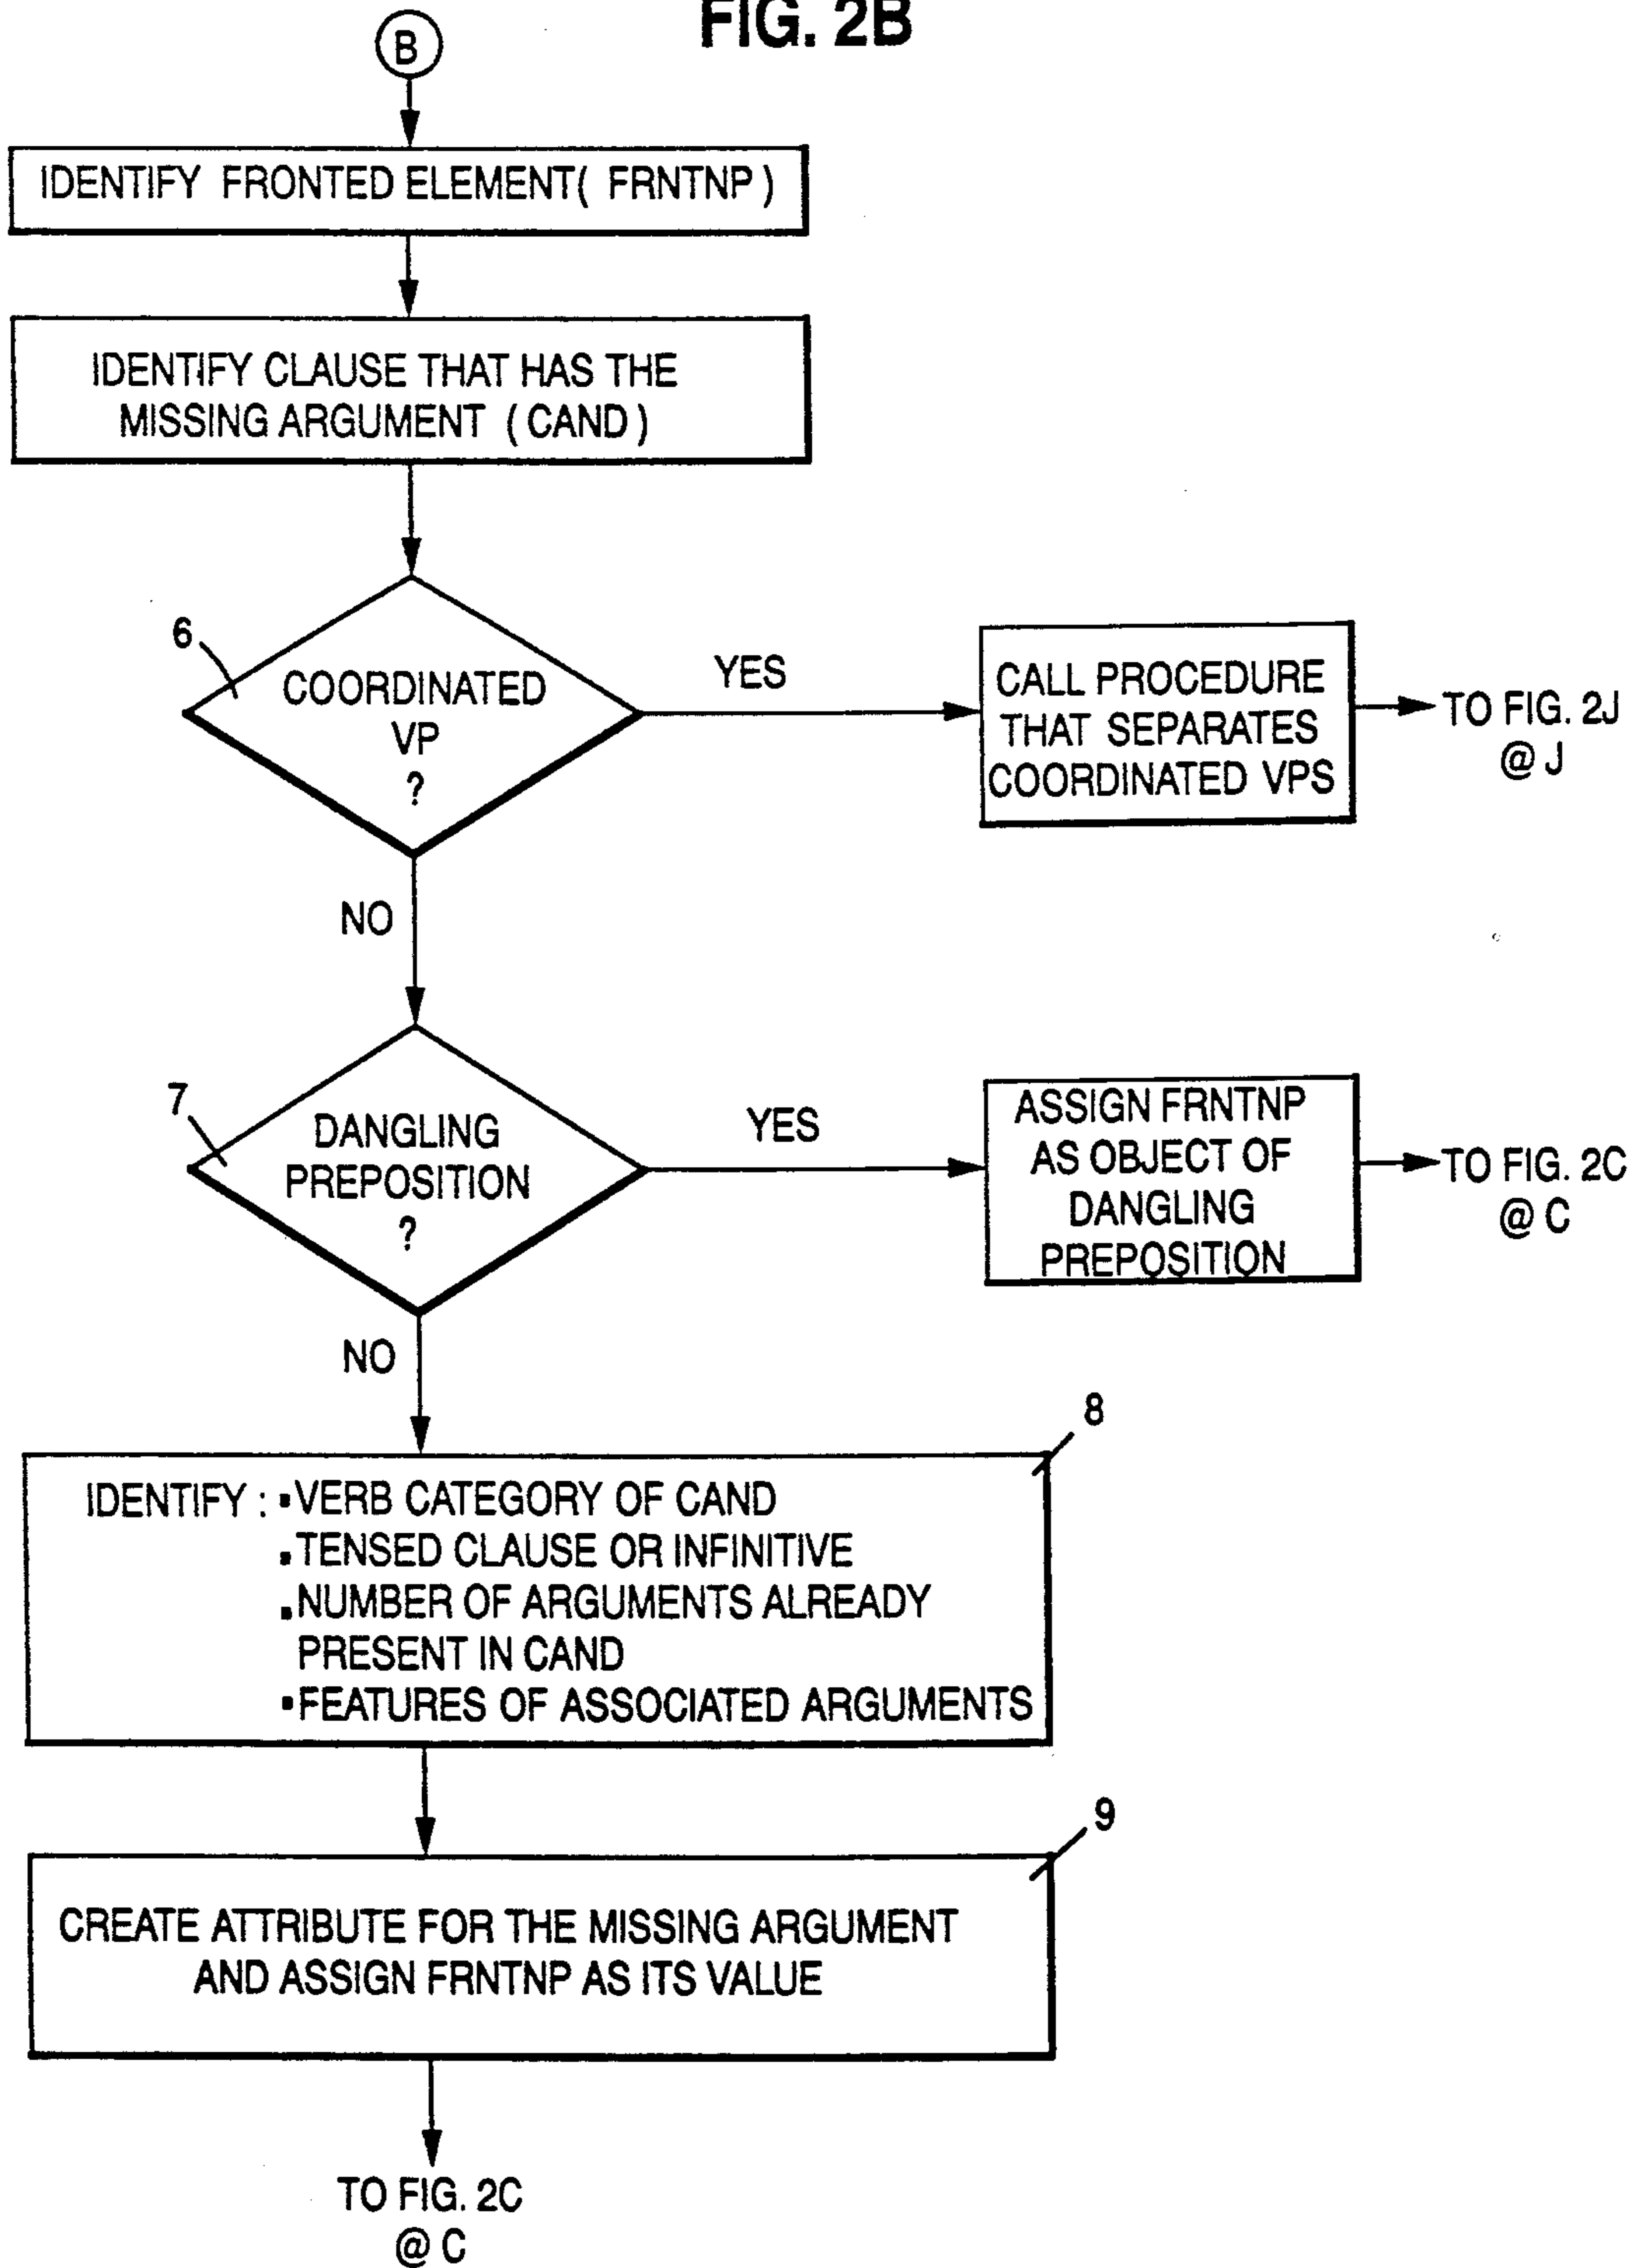 FIG. 2B
B
IDENTIFY FRONTED ELEMENT( FRNTNP )
IDENTIFY CLAUSE THAT HAS THE
MISSING ARGUMENT ( CAND )
6
COORDINATED
VP
?
YES
CALL PROCEDURE
THAT SEPARATES
COORDINATED VPS
TO FIG. 2J
@ J
NO
7
DANGLING
PREPOSITION
?
YES
ASSIGN FRNTNP
AS OBJECT OF
DANGLING
PREPOSITION
TO FIG. 2C
@ C
NO
8
IDENTIFY : ▪VERB CATEGORY OF CAND
▪TENSED CLAUSE OR INFINITIVE
▪NUMBER OF ARGUMENTS ALREADY
PRESENT IN CAND
▪FEATURES OF ASSOCIATED ARGUMENTS
9
CREATE ATTRIBUTE FOR THE MISSING ARGUMENT
AND ASSIGN FRNTNP AS ITS VALUE
TO FIG. 2C
@ C